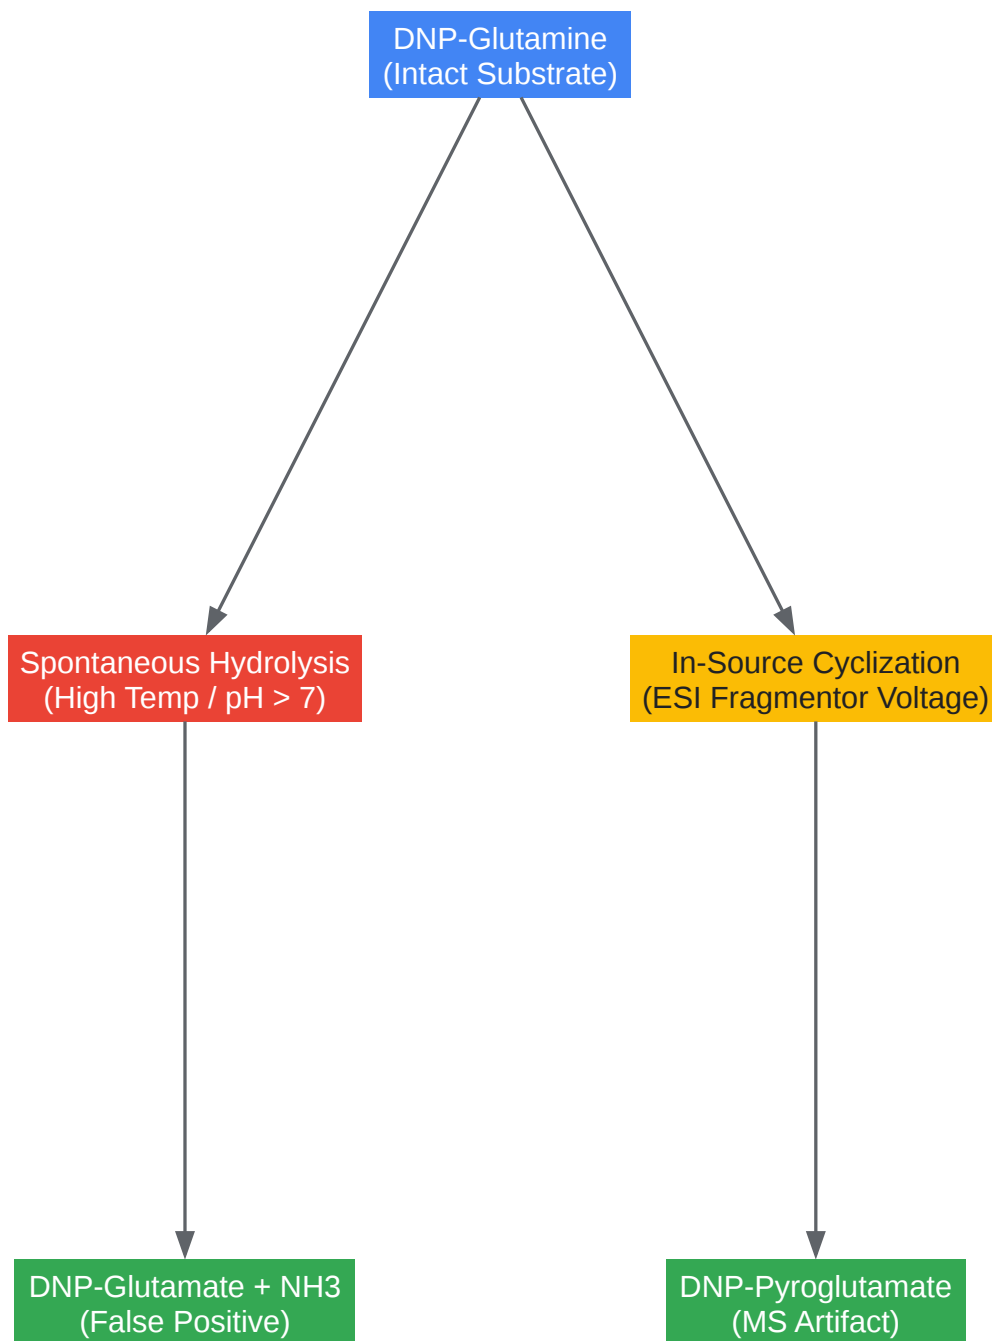 DNP-Glutamine
(Intact Substrate)
Spontaneous Hydrolysis
(High Temp / pH > 7)
In-Source Cyclization
(ESI Fragmentor Voltage)
DNP-Glutamate + NH3
(False Positive)
DNP-Pyroglutamate
(MS Artifact)